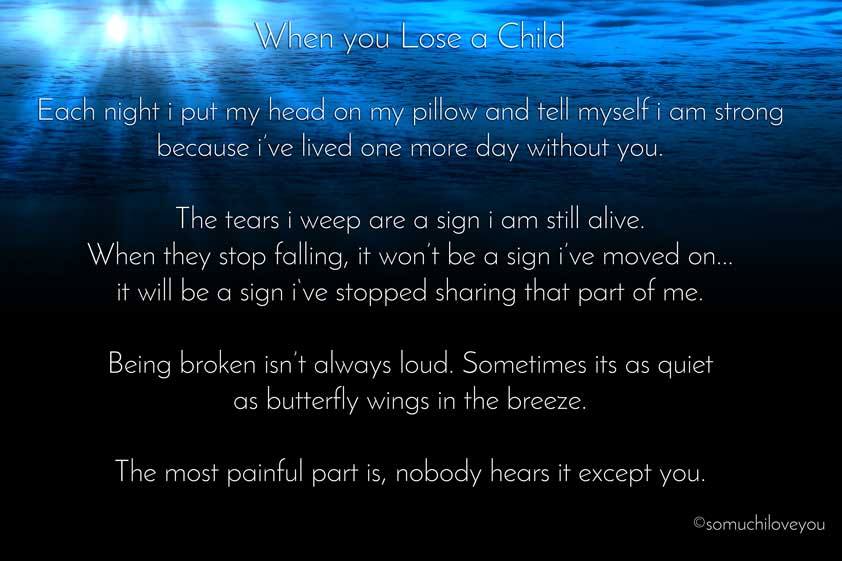 When you Lose a Child
Each night i put my head on my pillow and tell myself i am strong
because i’ve lived one more day without you.
The tears i weep are a sign i am still alive.
When they stop falling, it won’t be a sign i’ve moved on...
it will be a sign i‘ve stopped sharing that part of me.
Being broken isn’t always loud. Sometimes its as quiet
as butterfly wings in the breeze.
The most painful part is, nobody hears it except you.
©somuchiloveyou